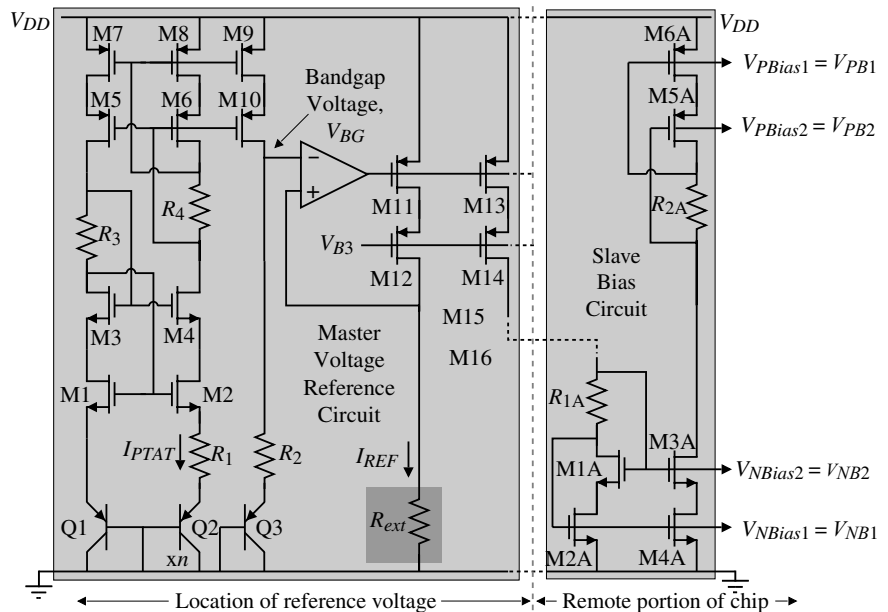 V_DD
M7 M8 M9
M6A
V_DD
V_PBias1 = V_PB1
M5 M6 M10
Bandgap
Voltage,
V_BG
M5A
V_PBias2 = V_PB2
−
+
R_4
M11 M13
R_2A
R_3
V_B3
M12 M14
Slave
Bias
Circuit
M3 M4
M15
Master
Voltage
Reference
Circuit
M16
M1 M2
R_1A
I_PTAT
R_1
R_2
I_REF
M1A
M3A
V_NBias2 = V_NB2
Q1 Q2 Q3
R_ext
V_NBias1 = V_NB1
xn
M2A M4A
Location of reference voltage
Remote portion of chip